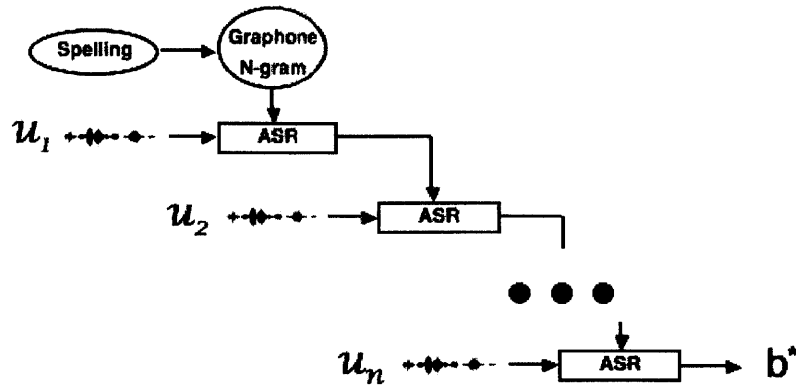 Spelling
Graphone
N-gram
u₁
ASR
u₂
ASR
uₙ
ASR
b*